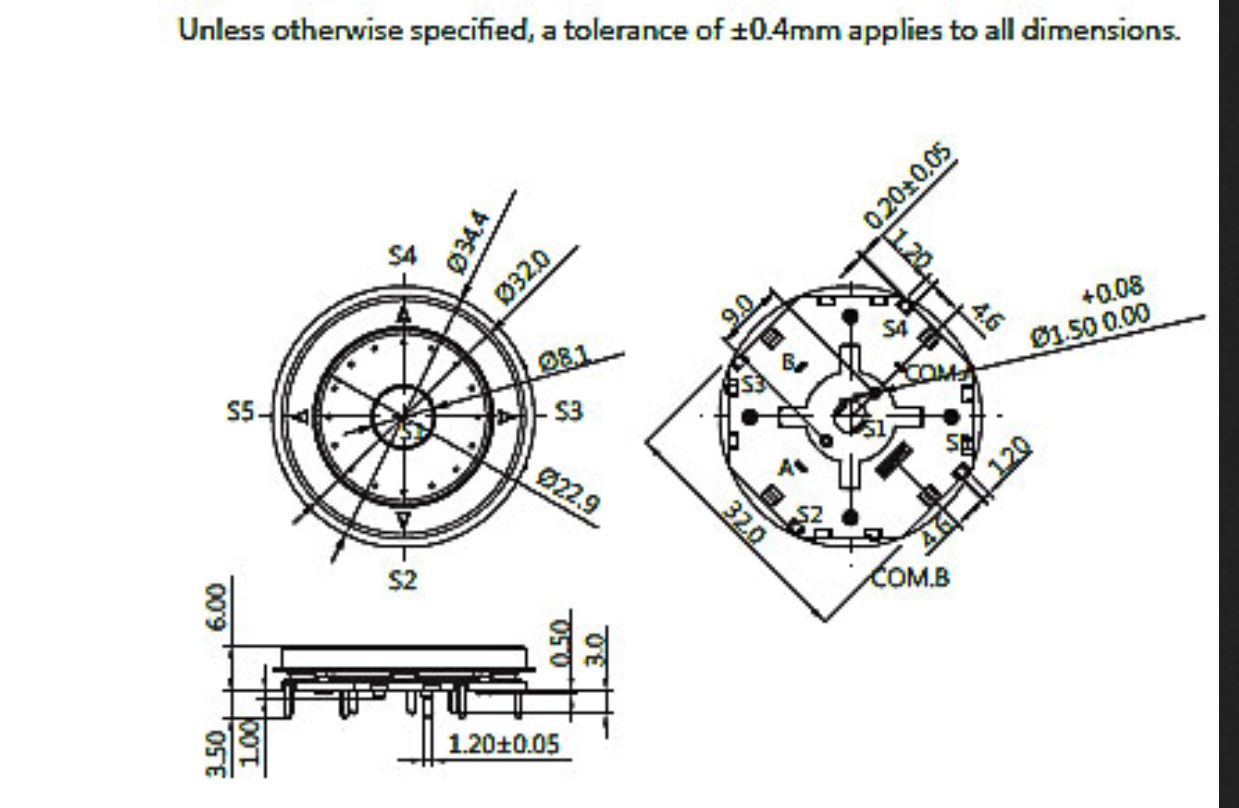 Unless otherwise specified, a tolerance of ±0.4mm applies to all dimensions.
S4
Ø34.4
Ø32.0
Ø8.1
S5
S1
S3
Ø22.9
S2
0.20±0.05
1.20
9.0
4.6
+0.08
Ø1.50 0.00
S4
B
COM.A
S3
S1
A
1.20
S2
32.0
4.6
COM.B
6.00
0.50
3.0
3.50
1.00
1.20±0.05